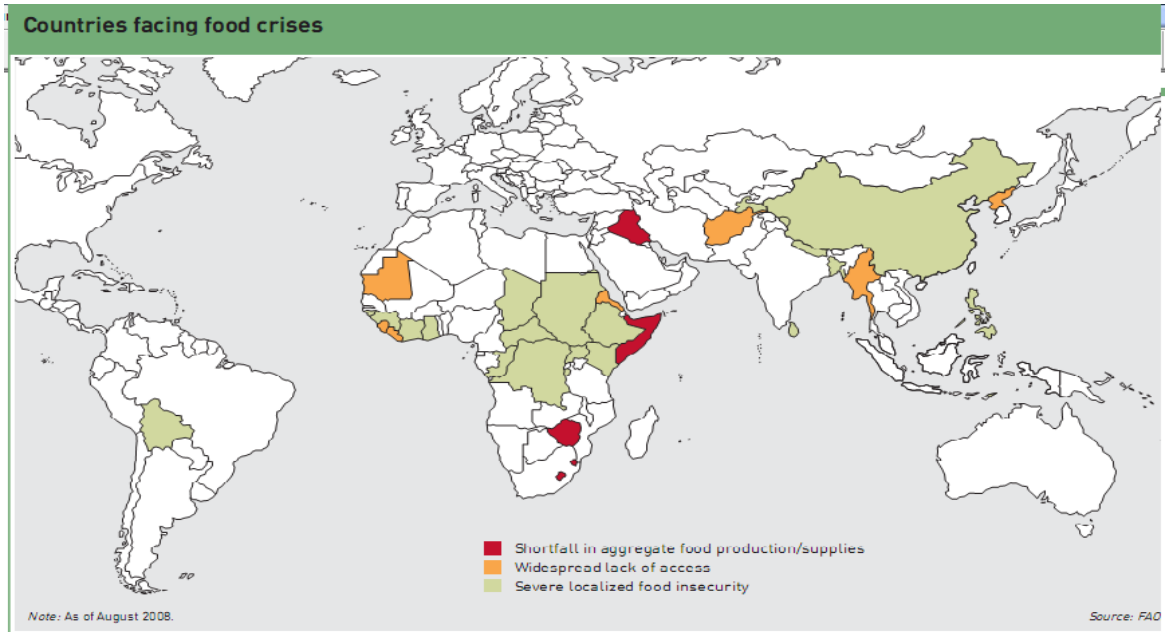 Countries facing food crises
Shortfall in aggregate food production/supplies
Widespread lack of access
Severe localized food insecurity
Note: As of August 2008.
Source: FAO